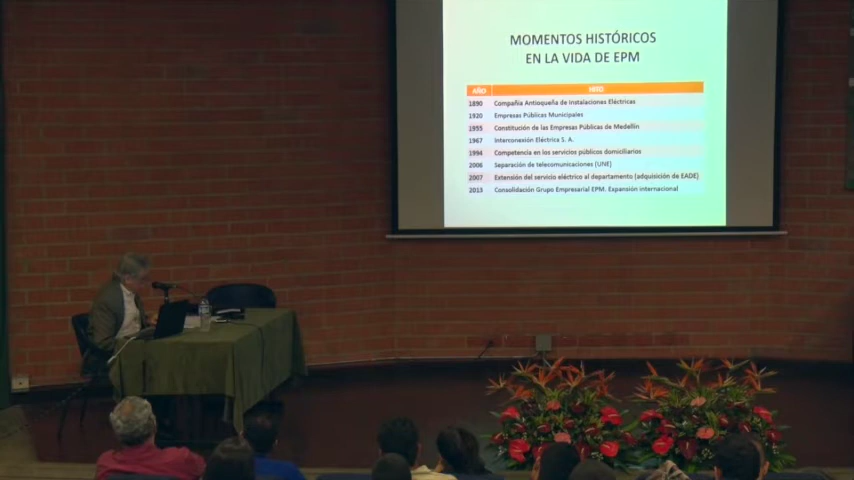 MOMENTOS HISTÓRICOS
EN LA VIDA DE EPM
AÑO HITO
1890 Compañía Antioqueña de Instalaciones Eléctricas
1920 Empresas Públicas Municipales
1955 Constitución de las Empresas Públicas de Medellín
1967 Interconexión Eléctrica S. A.
1994 Competencia en los servicios públicos domiciliarios
2006 Separación de telecomunicaciones (UNE)
2007 Extensión del servicio eléctrico al departamento (adquisición de EADE)
2013 Consolidación Grupo Empresarial EPM. Expansión internacional